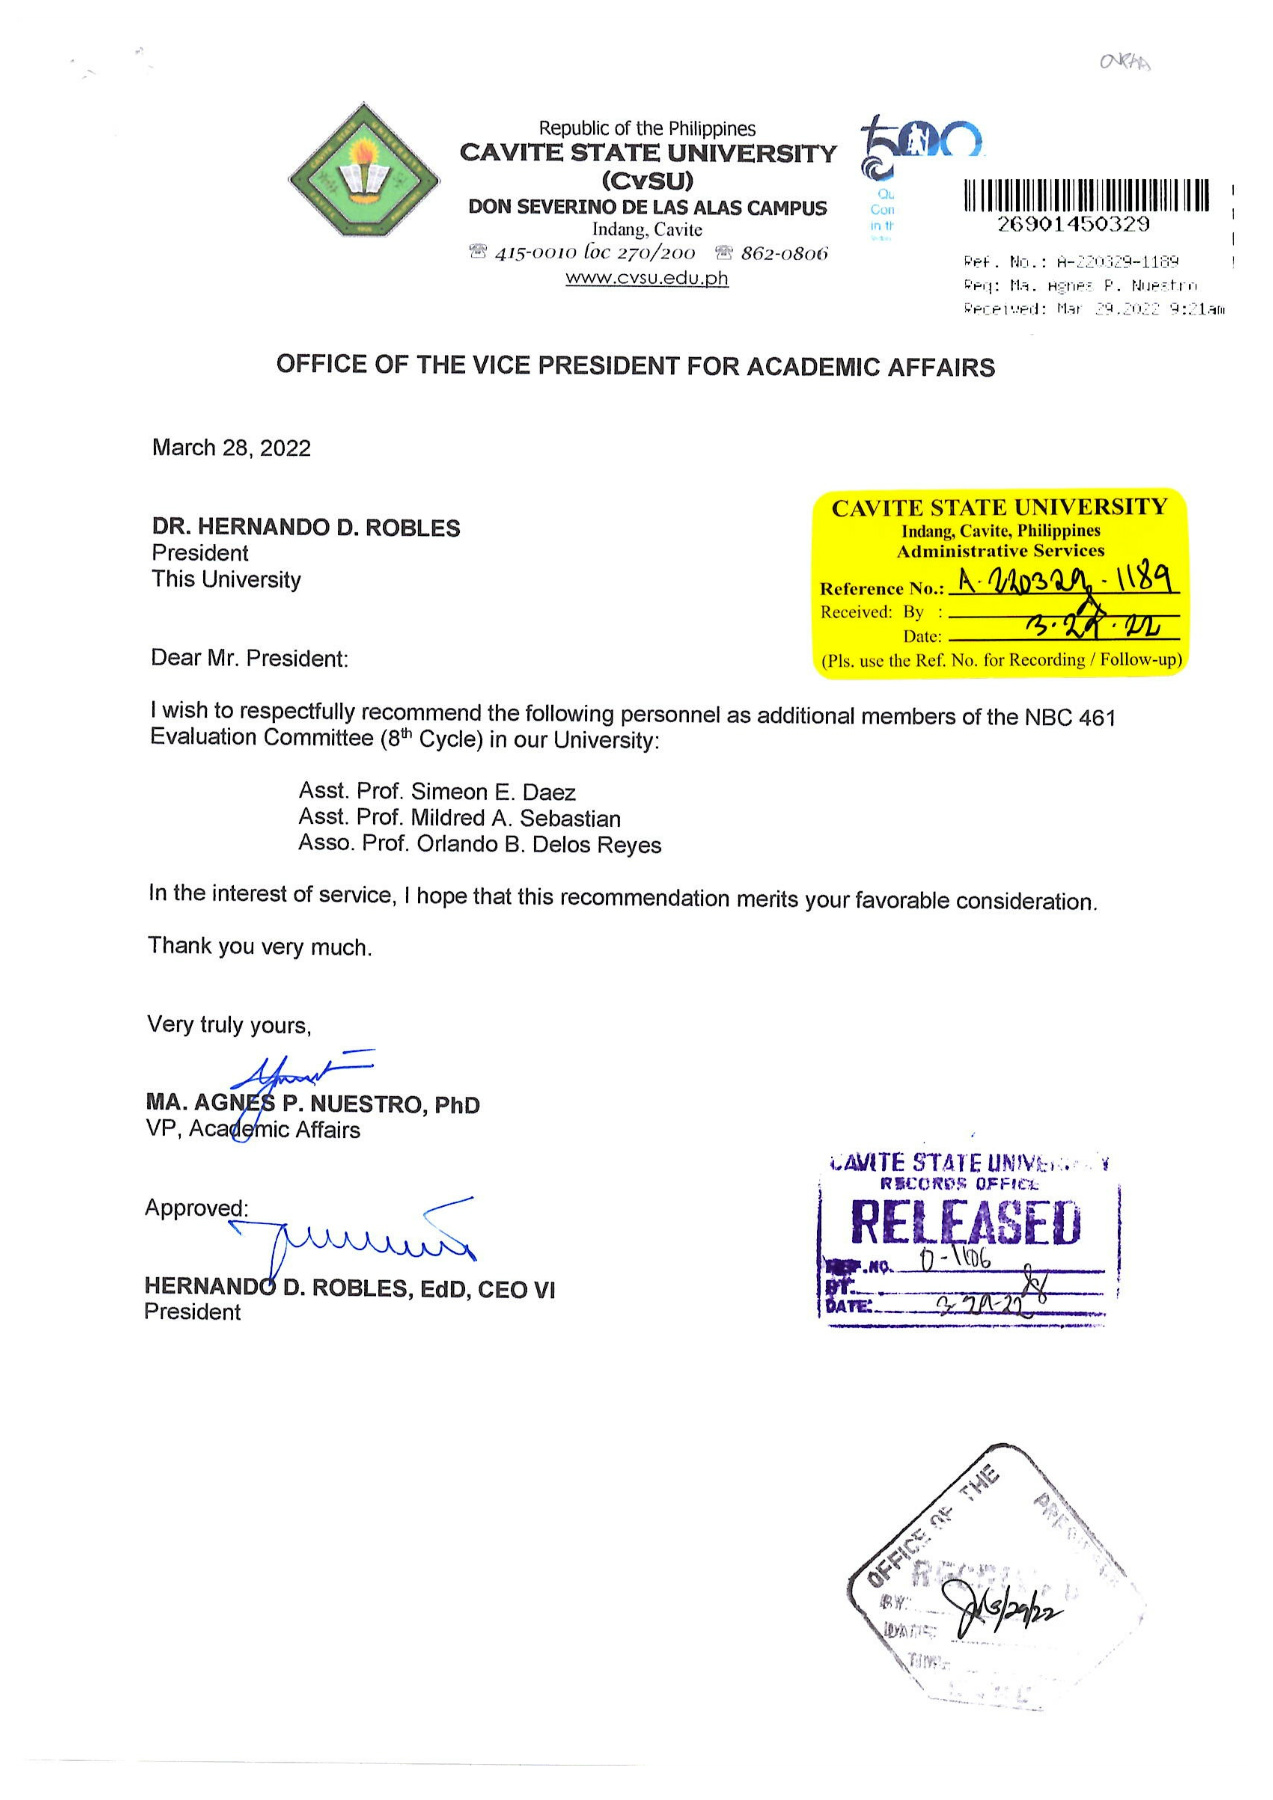 Republic of the Philippines
CAVITE STATE UNIVERSITY
(CvSU)
DON SEVERINO DE LAS ALAS CAMPUS
Indang, Cavite
☏ 415-0010 loc 270/200 ☏ 862-0806
www.cvsu.edu.ph
500
26901450329
Ref. No.: A-220329-1189
Req: Ma. Agnes P. Nuestro
Received: Mar 29.2022 9:21am
OFFICE OF THE VICE PRESIDENT FOR ACADEMIC AFFAIRS
March 28, 2022
DR. HERNANDO D. ROBLES
President
This University
CAVITE STATE UNIVERSITY
Indang, Cavite, Philippines
Administrative Services
Reference No.: A-220329-1189
Received: By :
Date: 3.29.22
(Pls. use the Ref. No. for Recording / Follow-up)
Dear Mr. President:
I wish to respectfully recommend the following personnel as additional members of the NBC 461
Evaluation Committee (8th Cycle) in our University:
Asst. Prof. Simeon E. Daez
Asst. Prof. Mildred A. Sebastian
Asso. Prof. Orlando B. Delos Reyes
In the interest of service, I hope that this recommendation merits your favorable consideration.
Thank you very much.
Very truly yours,
MA. AGNES P. NUESTRO, PhD
VP, Academic Affairs
Approved:
HERNANDO D. ROBLES, EdD, CEO VI
President
CAVITE STATE UNIVERSITY
RECORDS OFFICE
RELEASED
REF.NO. 0-1106
BY:
DATE: 3-29-22
OFFICE OF THE PRESIDENT
RECEIVED
BY:
DATE: 3/29/22
TIME: